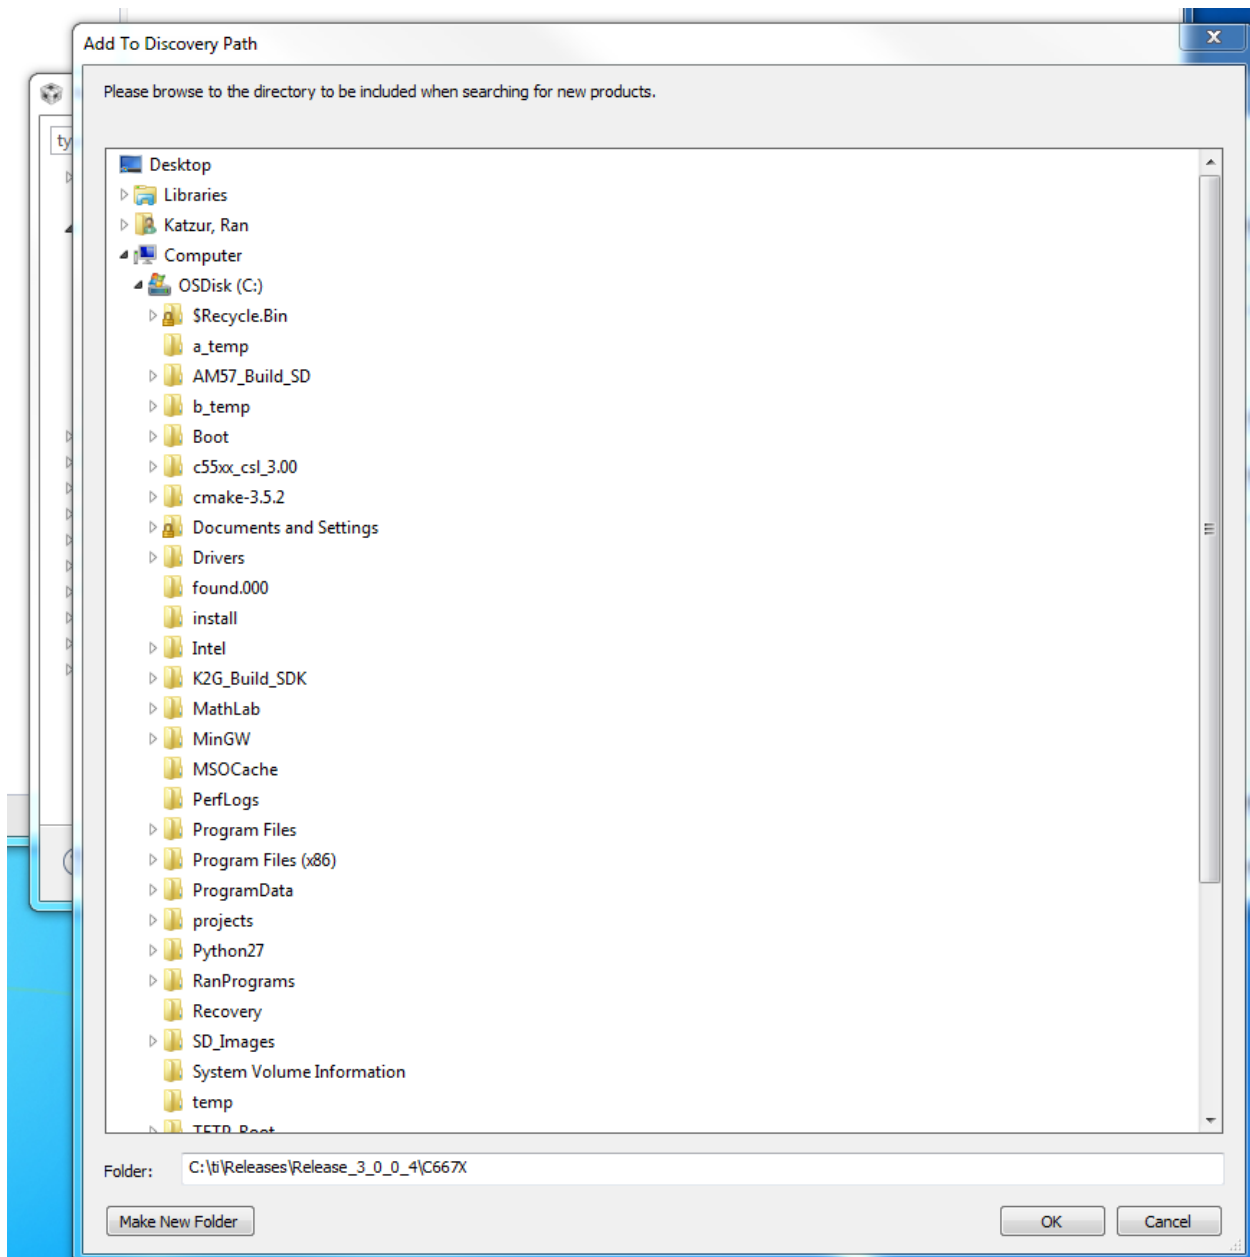 Add To Discovery Path
X
Please browse to the directory to be included when searching for new products.
ty
Desktop
Libraries
Katzur, Ran
Computer
OSDisk (C:)
$Recycle.Bin
a_temp
AM57_Build_SD
b_temp
Boot
c55xx_csl_3.00
cmake-3.5.2
Documents and Settings
Drivers
found.000
install
Intel
K2G_Build_SDK
MathLab
MinGW
MSOCache
PerfLogs
Program Files
Program Files (x86)
ProgramData
projects
Python27
RanPrograms
Recovery
SD_Images
System Volume Information
temp
TFTP_Boot
Folder: C:\ti\Releases\Release_3_0_0_4\C667X
Make New Folder OK Cancel